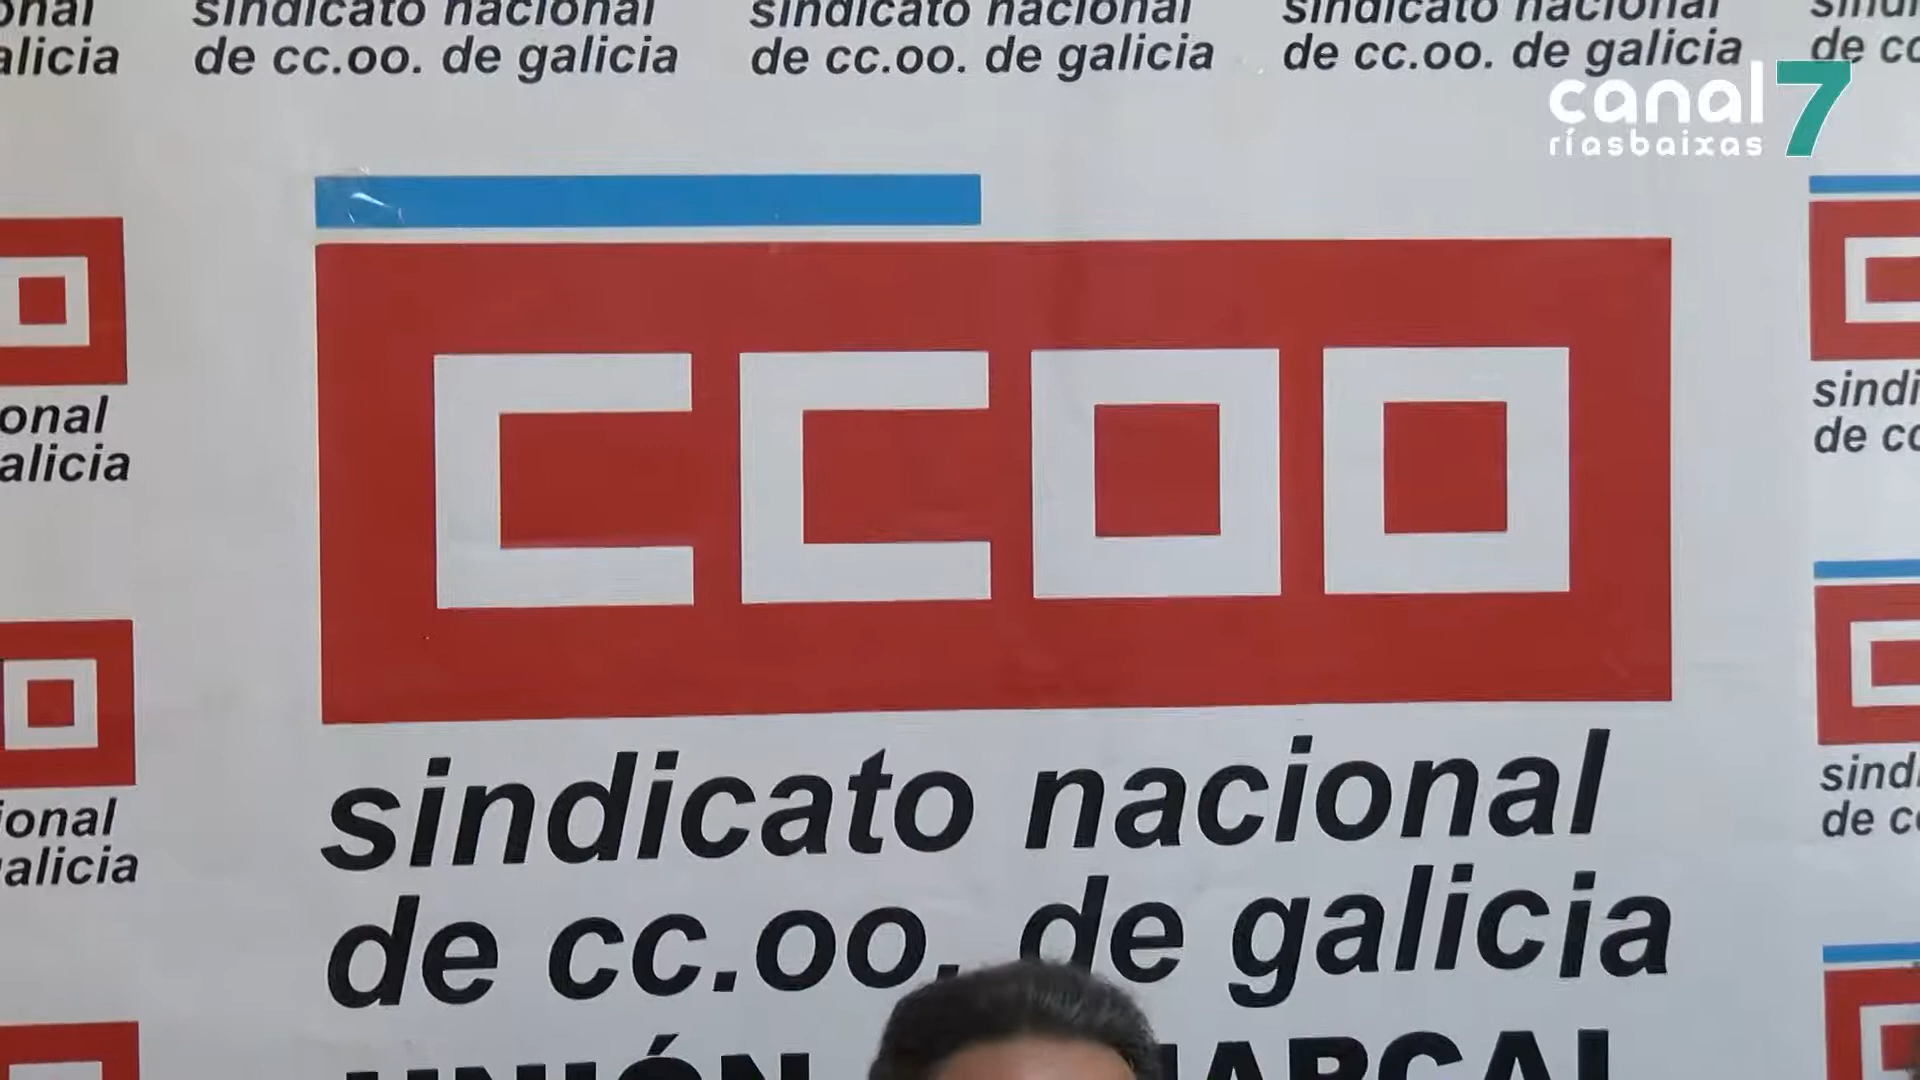 sindicato nacional
de cc.oo. de galicia
sindicato nacional
de cc.oo. de galicia
sindicato nacional
de cc.oo. de galicia
canal 7
ríasbaixas
CCOO
sindicato nacional
de cc.oo. de galicia
UNIÓN